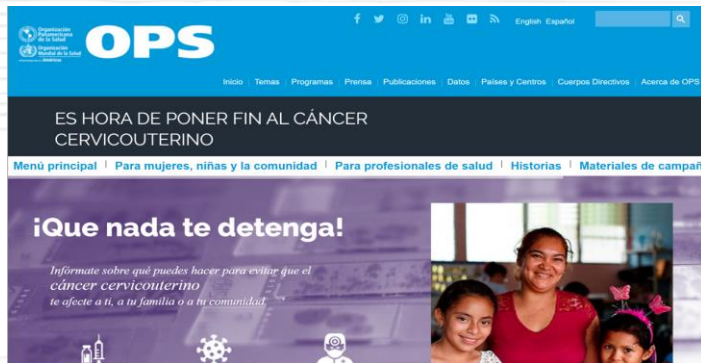 Organización
Panamericana
de la Salud
Organización
Mundial de la Salud
Américas
OPS
English Español
Inicio | Temas | Programas | Prensa | Publicaciones | Datos | Países y Centros | Cuerpos Directivos | Acerca de OPS
ES HORA DE PONER FIN AL CÁNCER
CERVICOUTERINO
Menú principal | Para mujeres, niñas y la comunidad | Para profesionales de salud | Historias | Materiales de campañ
¡Que nada te detenga!
Infórmate sobre qué puedes hacer para evitar que el
cáncer cervicouterino
te afecte a ti, a tu familia o a tu comunidad.